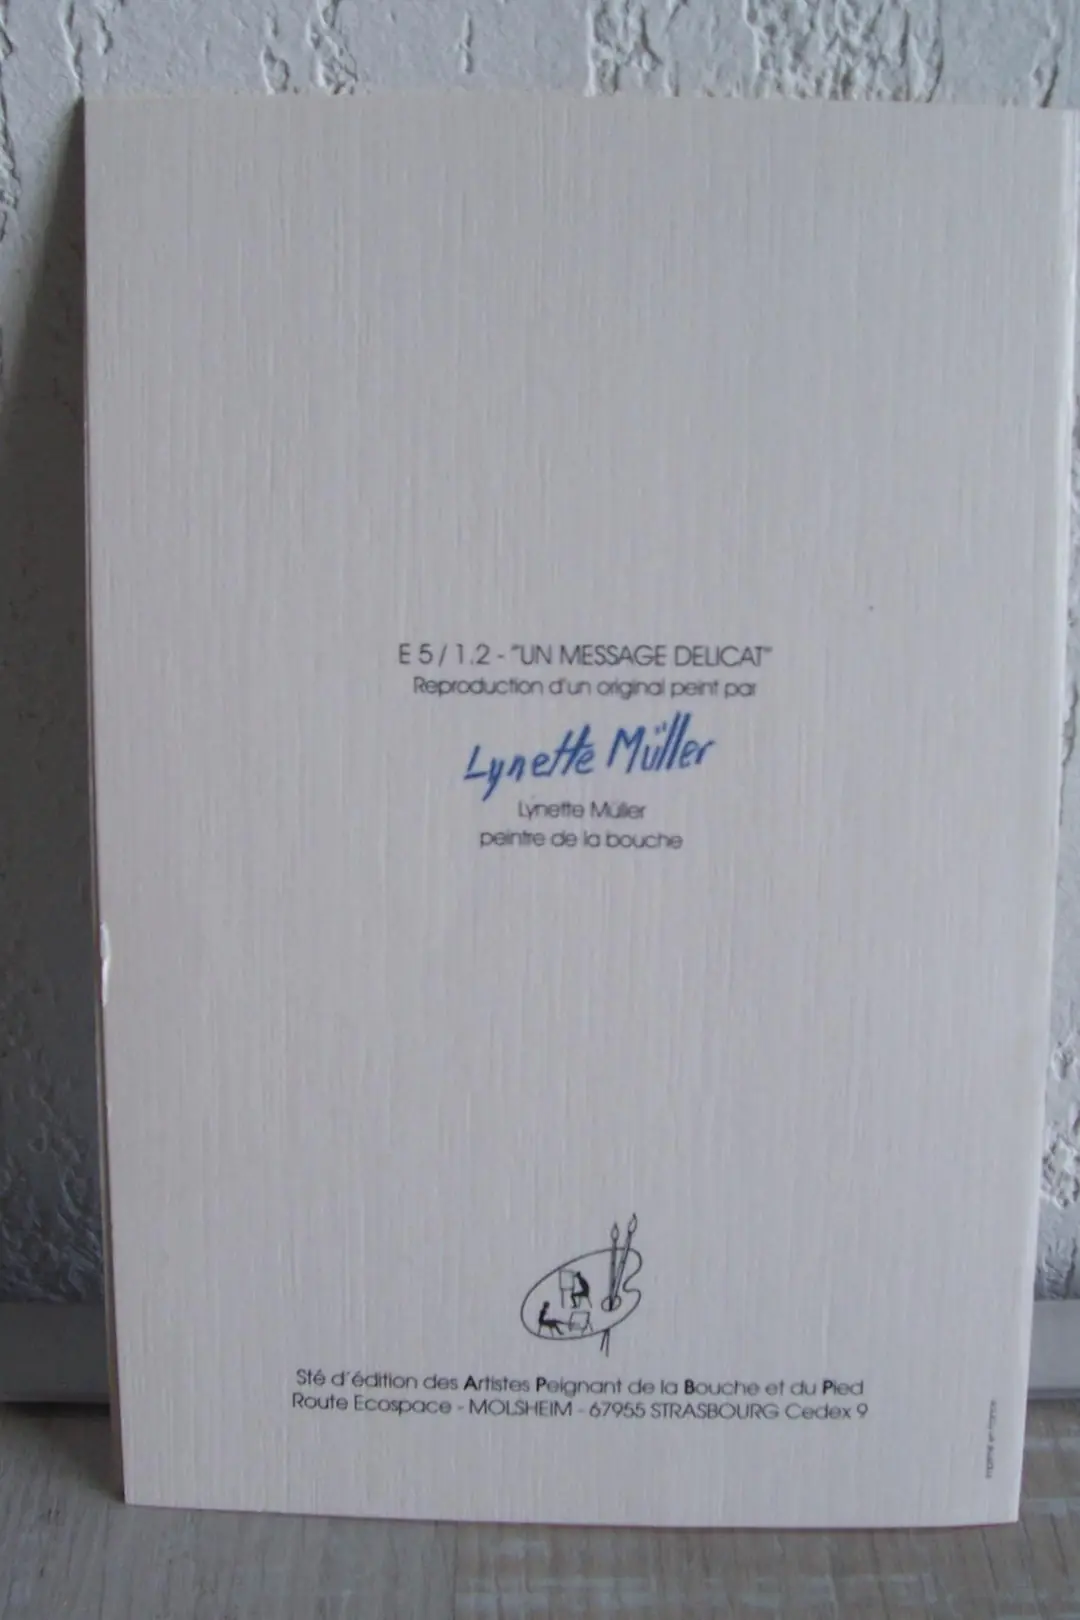 E 5 / 1.2 - "UN MESSAGE DELICAT"
Reproduction d'un original peint par
Lynette Müller
Lynette Müller
peintre de la bouche
Sté d'édition des Artistes Peignant de la Bouche et du Pied
Route Ecospace - MOLSHEIM - 67955 STRASBOURG Cedex 9